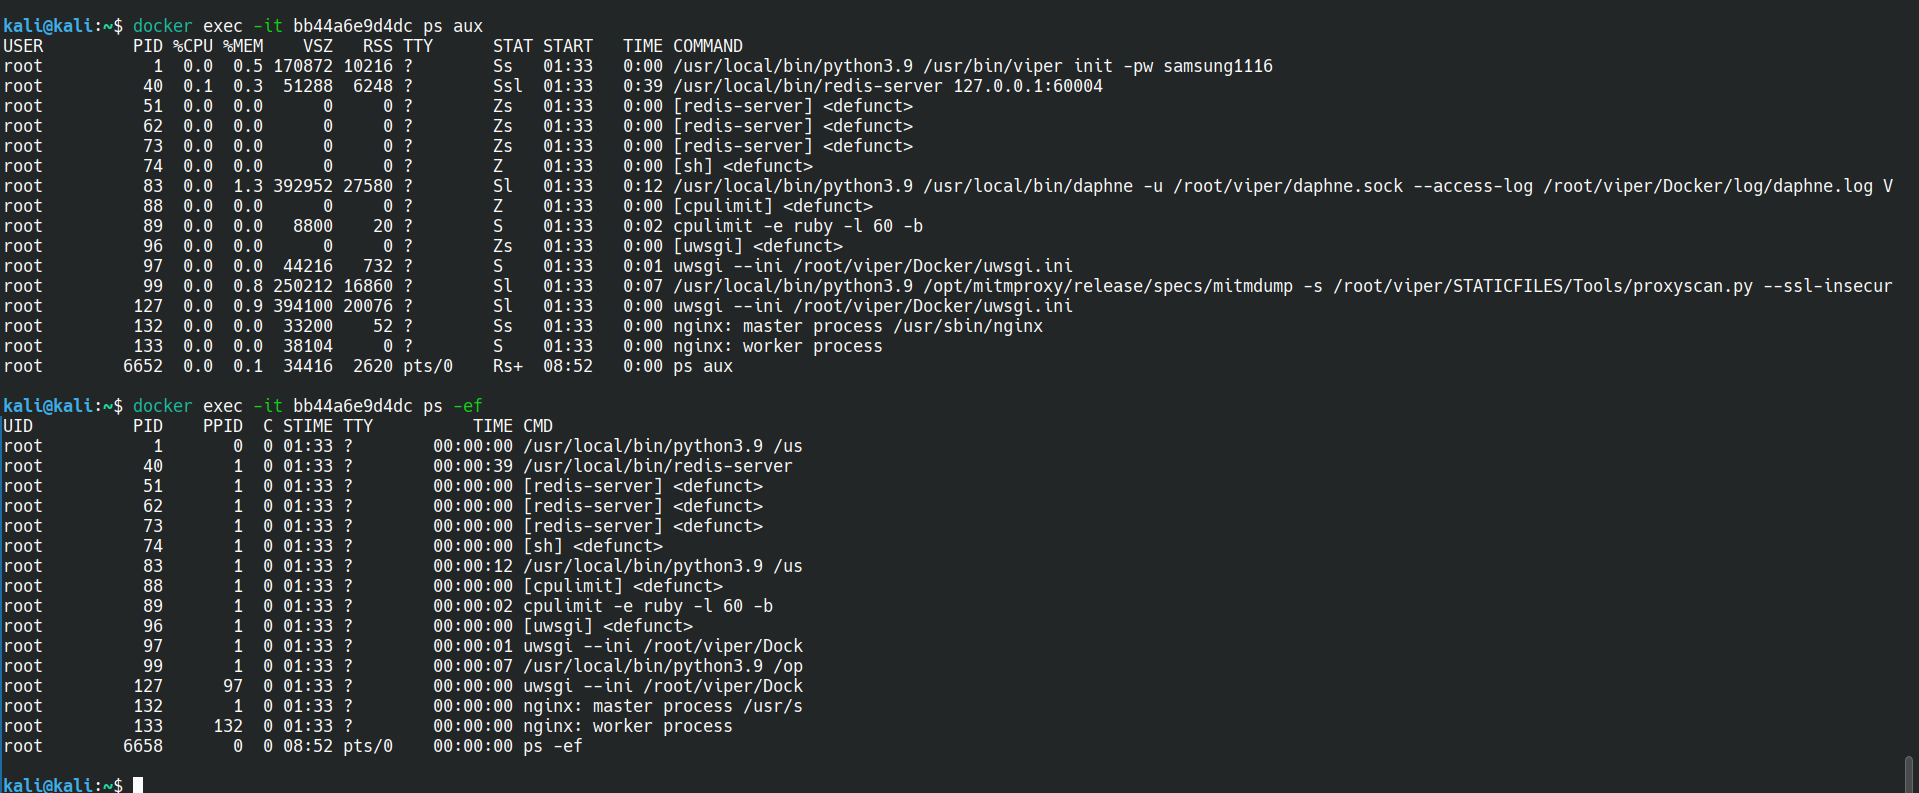 kali@kali:~$ docker exec -it bb44a6e9d4dc ps aux
USER         PID %CPU %MEM    VSZ   RSS TTY      STAT START   TIME COMMAND
root           1  0.0  0.5 170872 10216 ?        Ss   01:33   0:00 /usr/local/bin/python3.9 /usr/bin/viper init -pw samsung1116
root          40  0.1  0.3  51288  6248 ?        Ssl  01:33   0:39 /usr/local/bin/redis-server 127.0.0.1:60004
root          51  0.0  0.0      0     0 ?        Zs   01:33   0:00 [redis-server] <defunct>
root          62  0.0  0.0      0     0 ?        Zs   01:33   0:00 [redis-server] <defunct>
root          73  0.0  0.0      0     0 ?        Zs   01:33   0:00 [redis-server] <defunct>
root          74  0.0  0.0      0     0 ?        Z    01:33   0:00 [sh] <defunct>
root          83  0.0  1.3 392952 27580 ?        Sl   01:33   0:12 /usr/local/bin/python3.9 /usr/local/bin/daphne -u /root/viper/daphne.sock --access-log /root/viper/Docker/log/daphne.log V
root          88  0.0  0.0      0     0 ?        Z    01:33   0:00 [cpulimit] <defunct>
root          89  0.0  0.0   8800    20 ?        S    01:33   0:02 cpulimit -e ruby -l 60 -b
root          96  0.0  0.0      0     0 ?        Zs   01:33   0:00 [uwsgi] <defunct>
root          97  0.0  0.0  44216   732 ?        S    01:33   0:01 uwsgi --ini /root/viper/Docker/uwsgi.ini
root          99  0.0  0.8 250212 16860 ?        Sl   01:33   0:07 /usr/local/bin/python3.9 /opt/mitmproxy/release/specs/mitmdump -s /root/viper/STATICFILES/Tools/proxyscan.py --ssl-insecur
root         127  0.0  0.9 394100 20076 ?        Sl   01:33   0:00 uwsgi --ini /root/viper/Docker/uwsgi.ini
root         132  0.0  0.0  33200    52 ?        Ss   01:33   0:00 nginx: master process /usr/sbin/nginx
root         133  0.0  0.0  38104     0 ?        S    01:33   0:00 nginx: worker process
root        6652  0.0  0.1  34416  2620 pts/0    Rs+  08:52   0:00 ps aux
kali@kali:~$ docker exec -it bb44a6e9d4dc ps -ef
UID          PID    PPID  C STIME TTY          TIME CMD
root           1       0  0 01:33 ?        00:00:00 /usr/local/bin/python3.9 /us
root          40       1  0 01:33 ?        00:00:39 /usr/local/bin/redis-server
root          51       1  0 01:33 ?        00:00:00 [redis-server] <defunct>
root          62       1  0 01:33 ?        00:00:00 [redis-server] <defunct>
root          73       1  0 01:33 ?        00:00:00 [redis-server] <defunct>
root          74       1  0 01:33 ?        00:00:00 [sh] <defunct>
root          83       1  0 01:33 ?        00:00:12 /usr/local/bin/python3.9 /us
root          88       1  0 01:33 ?        00:00:00 [cpulimit] <defunct>
root          89       1  0 01:33 ?        00:00:02 cpulimit -e ruby -l 60 -b
root          96       1  0 01:33 ?        00:00:00 [uwsgi] <defunct>
root          97       1  0 01:33 ?        00:00:01 uwsgi --ini /root/viper/Dock
root          99       1  0 01:33 ?        00:00:07 /usr/local/bin/python3.9 /op
root         127      97  0 01:33 ?        00:00:00 uwsgi --ini /root/viper/Dock
root         132       1  0 01:33 ?        00:00:00 nginx: master process /usr/s
root         133     132  0 01:33 ?        00:00:00 nginx: worker process
root        6658       0  0 08:52 pts/0    00:00:00 ps -ef
kali@kali:~$